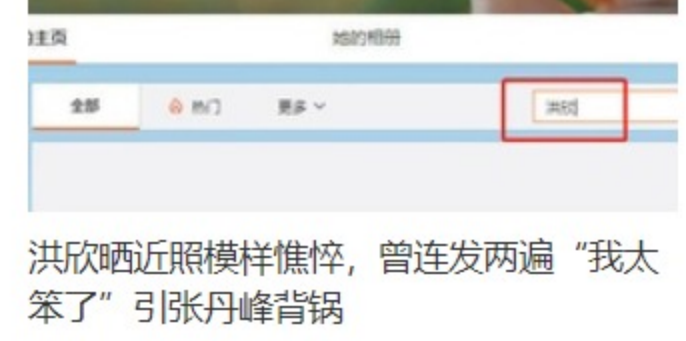 主页
她的相册
全部 热门 更多 洪欣
洪欣晒近照模样憔悴，曾连发两遍“我太
笨了”引张丹峰背锅